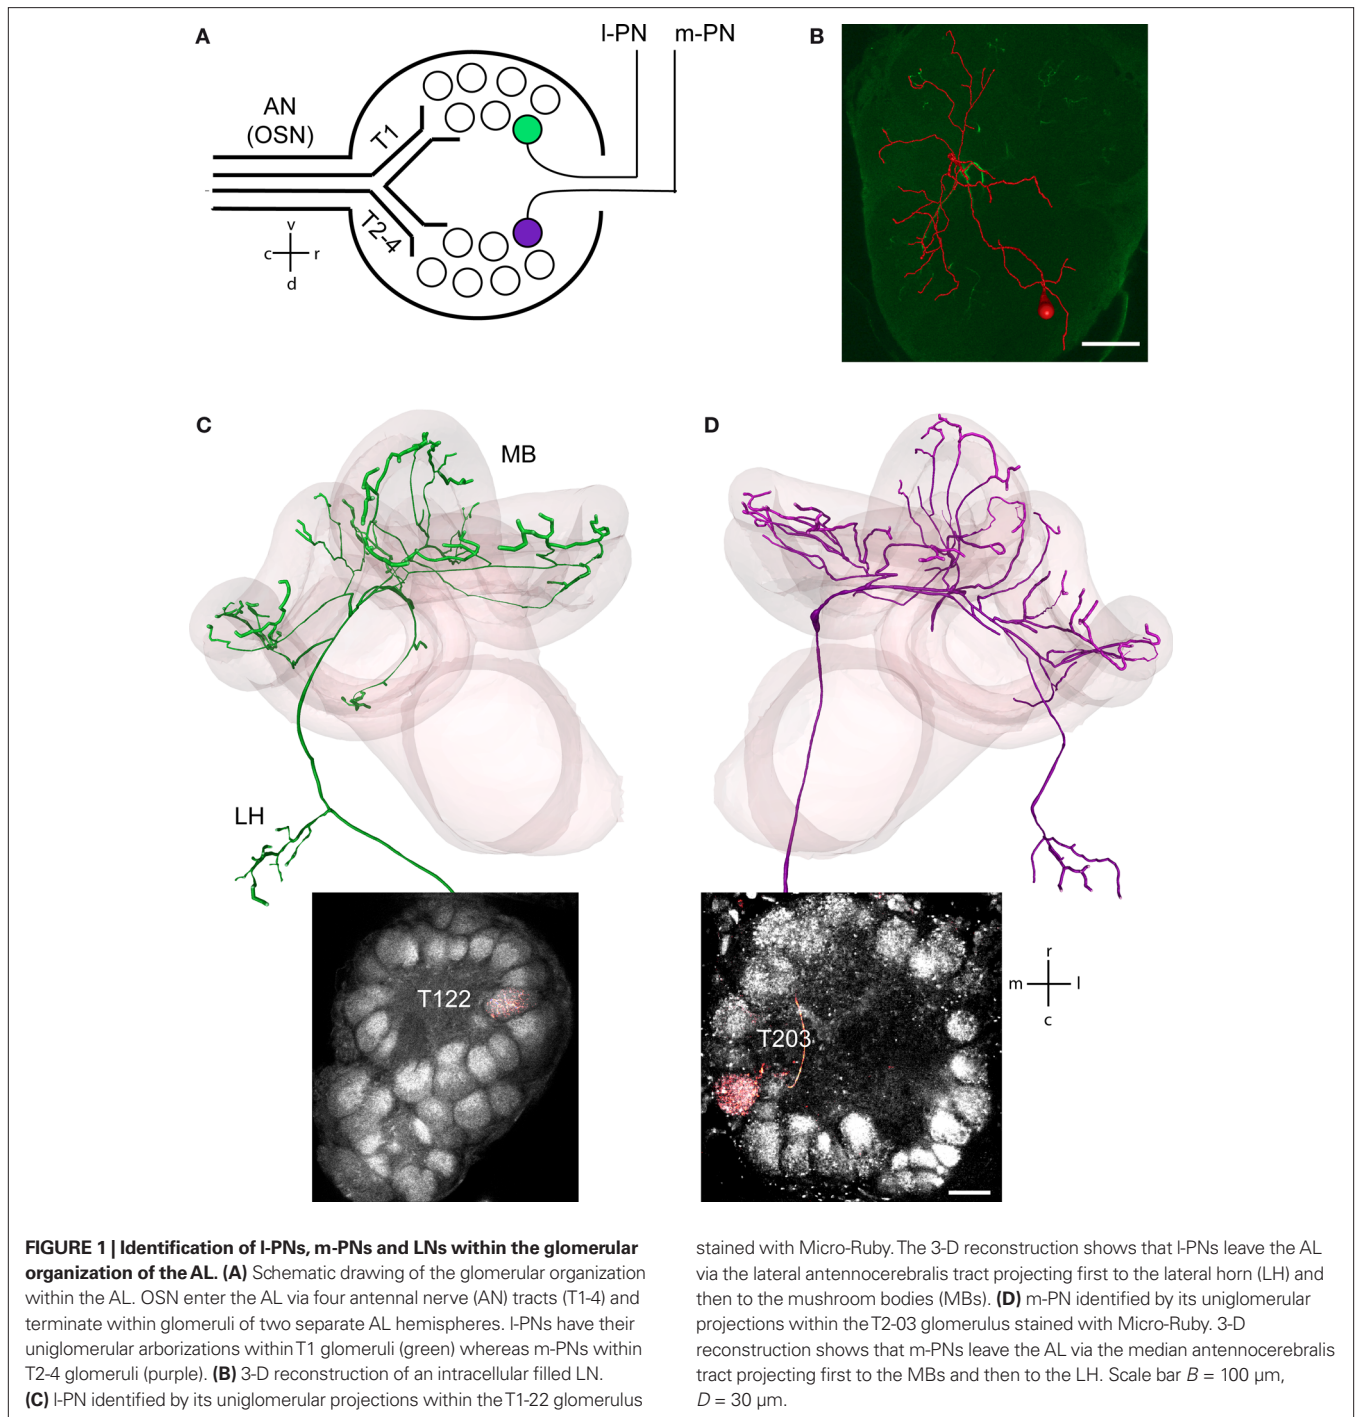 A
l-PN m-PN
B
AN
(OSN)
T1
T2-4
v
c r
d
C
MB
D
LH
T122
T203
r
m l
c
FIGURE 1 | Identification of l-PNs, m-PNs and LNs within the glomerular
organization of the AL. (A) Schematic drawing of the glomerular organization
within the AL. OSN enter the AL via four antennal nerve (AN) tracts (T1-4) and
terminate within glomeruli of two separate AL hemispheres. l-PNs have their
uniglomerular arborizations within T1 glomeruli (green) whereas m-PNs within
T2-4 glomeruli (purple). (B) 3-D reconstruction of an intracellular filled LN.
(C) l-PN identified by its uniglomerular projections within the T1-22 glomerulus
stained with Micro-Ruby. The 3-D reconstruction shows that l-PNs leave the AL
via the lateral antennocerebralis tract projecting first to the lateral horn (LH) and
then to the mushroom bodies (MBs). (D) m-PN identified by its uniglomerular
projections within the T2-03 glomerulus stained with Micro-Ruby. 3-D
reconstruction shows that m-PNs leave the AL via the median antennocerebralis
tract projecting first to the MBs and then to the LH. Scale bar B = 100 μm,
D = 30 μm.